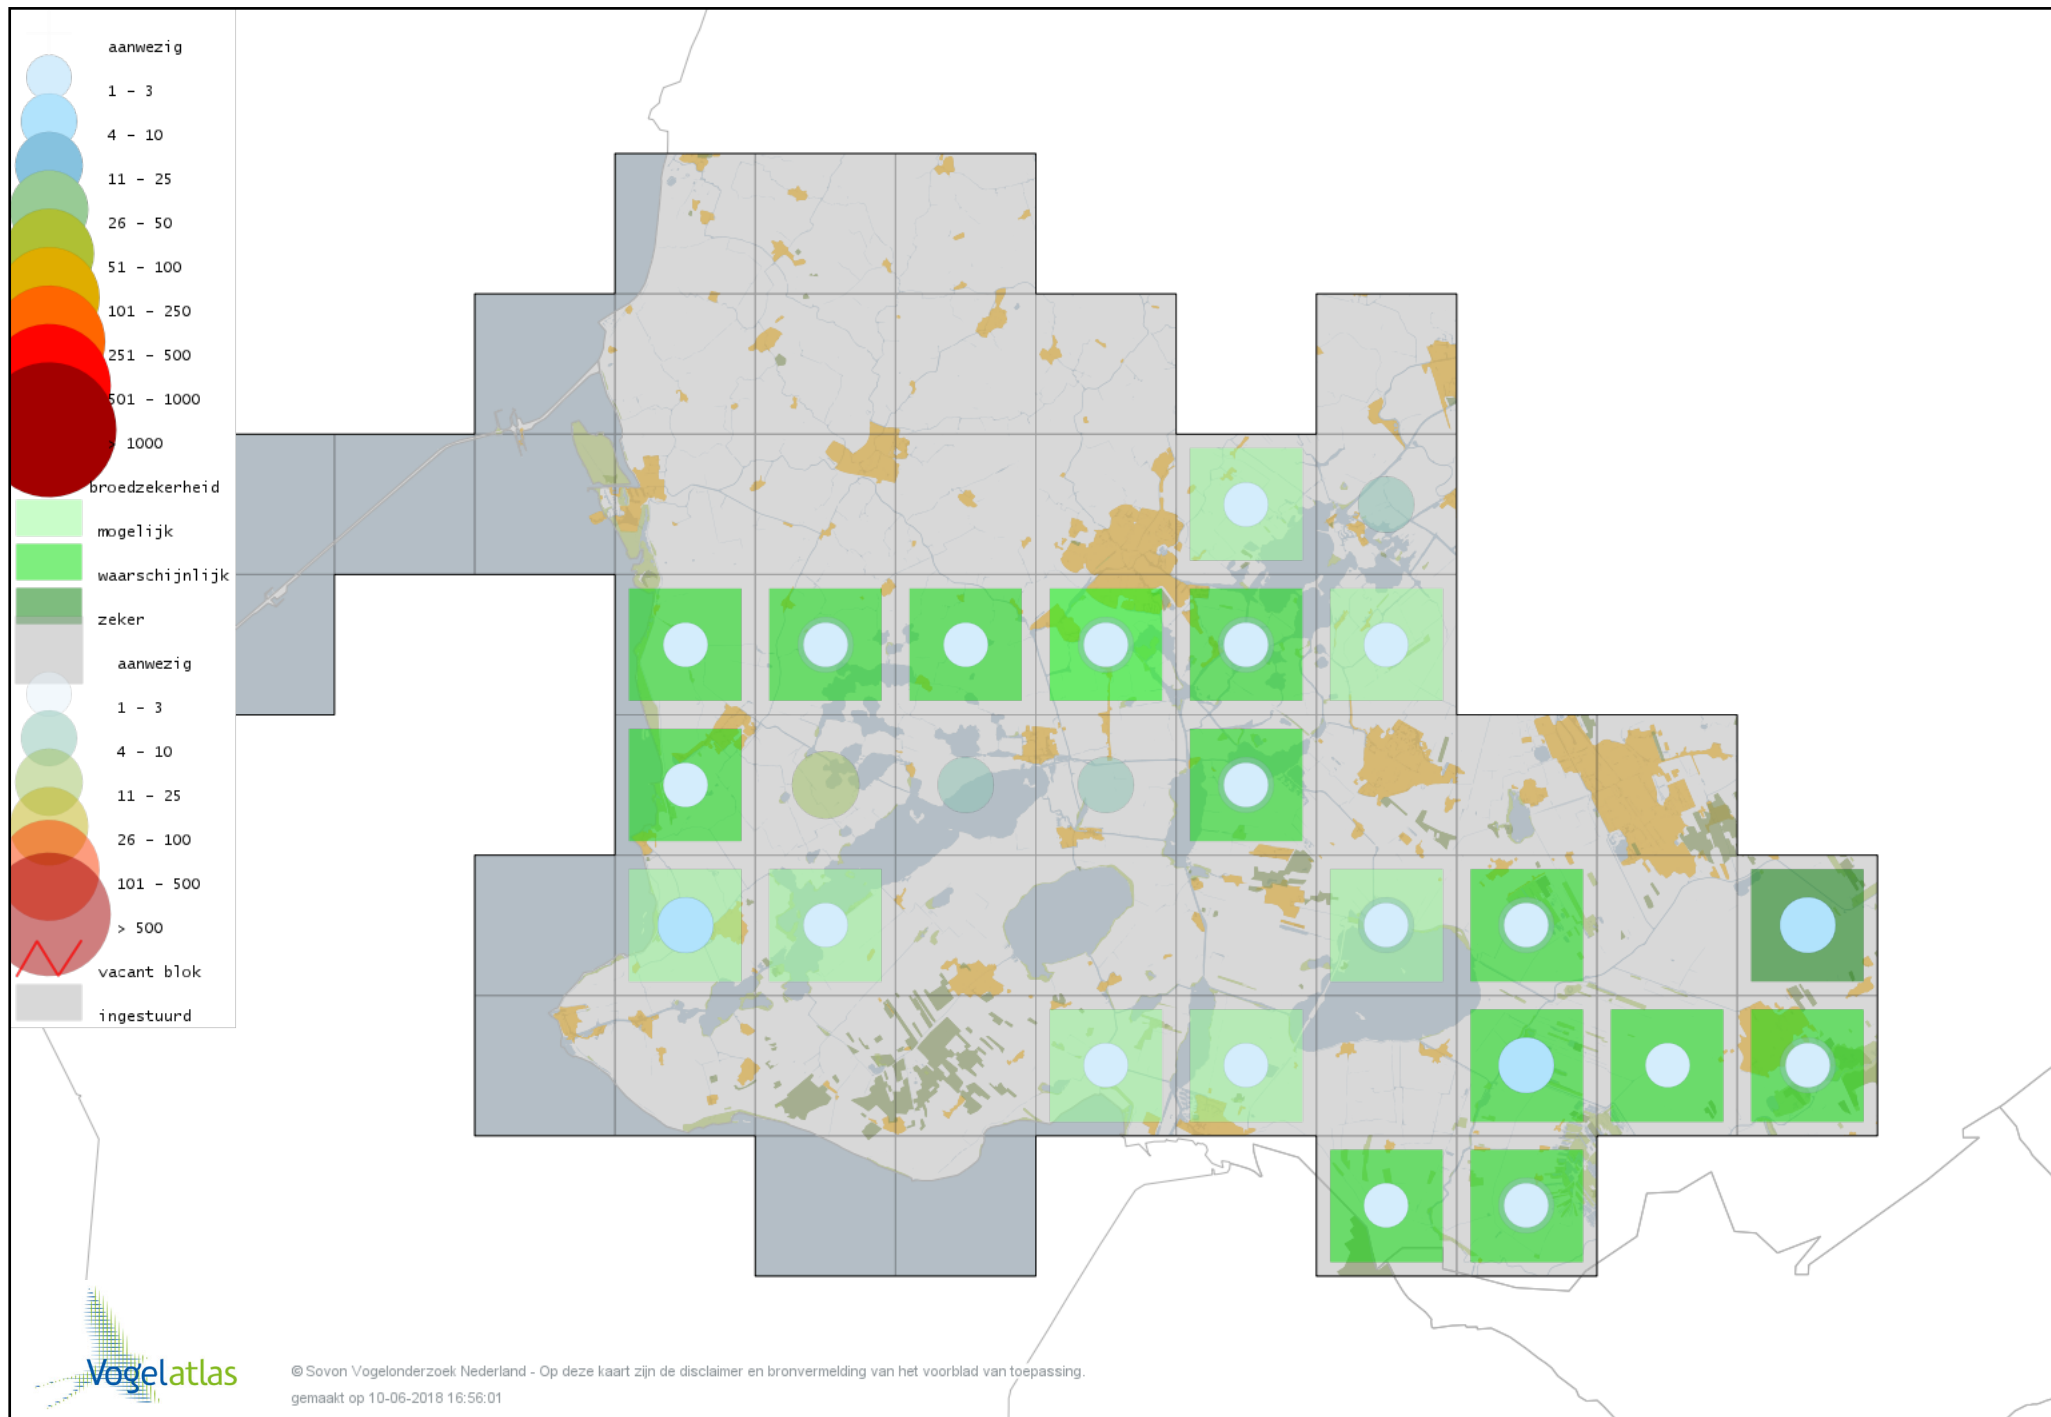 aanwezig
1 - 3
4 - 10
11 - 25
26 - 50
51 - 100
101 - 250
251 - 500
501 - 1000
> 1000
broedzekerheid
mogelijk
waarschijnlijk
zeker
aanwezig
1 - 3
4 - 10
11 - 25
26 - 100
101 - 500
> 500
vacant blok
ingestuurd
Vogelatlas
© Sovon Vogelonderzoek Nederland - Op deze kaart zijn de disclaimer en bronvermelding van het voorblad van toepassing.
gemaakt op 10-06-2018 16:56:01